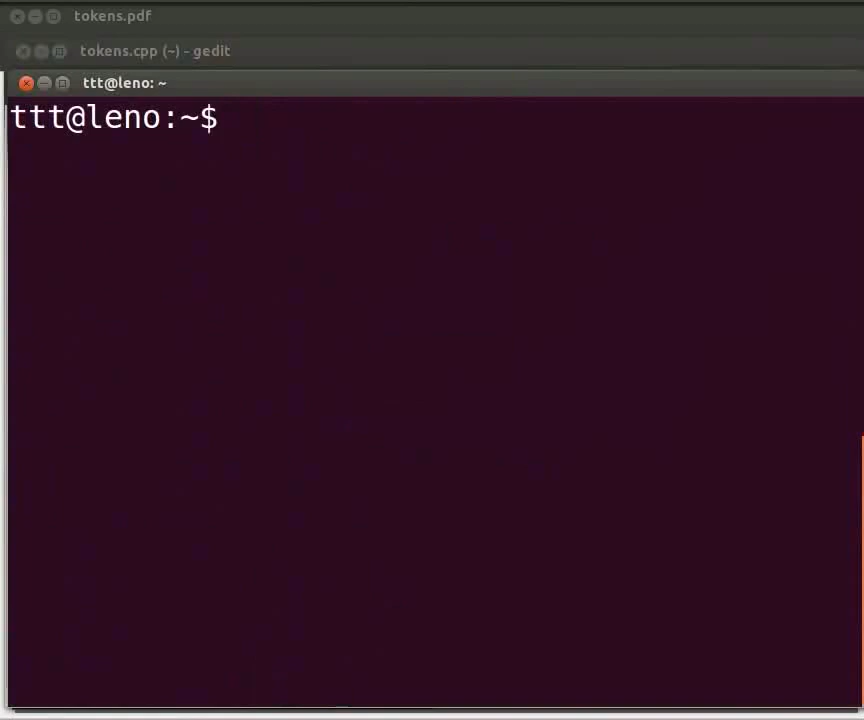 tokens.pdf
tokens.cpp (~) - gedit
ttt@leno: ~
ttt@leno:~$